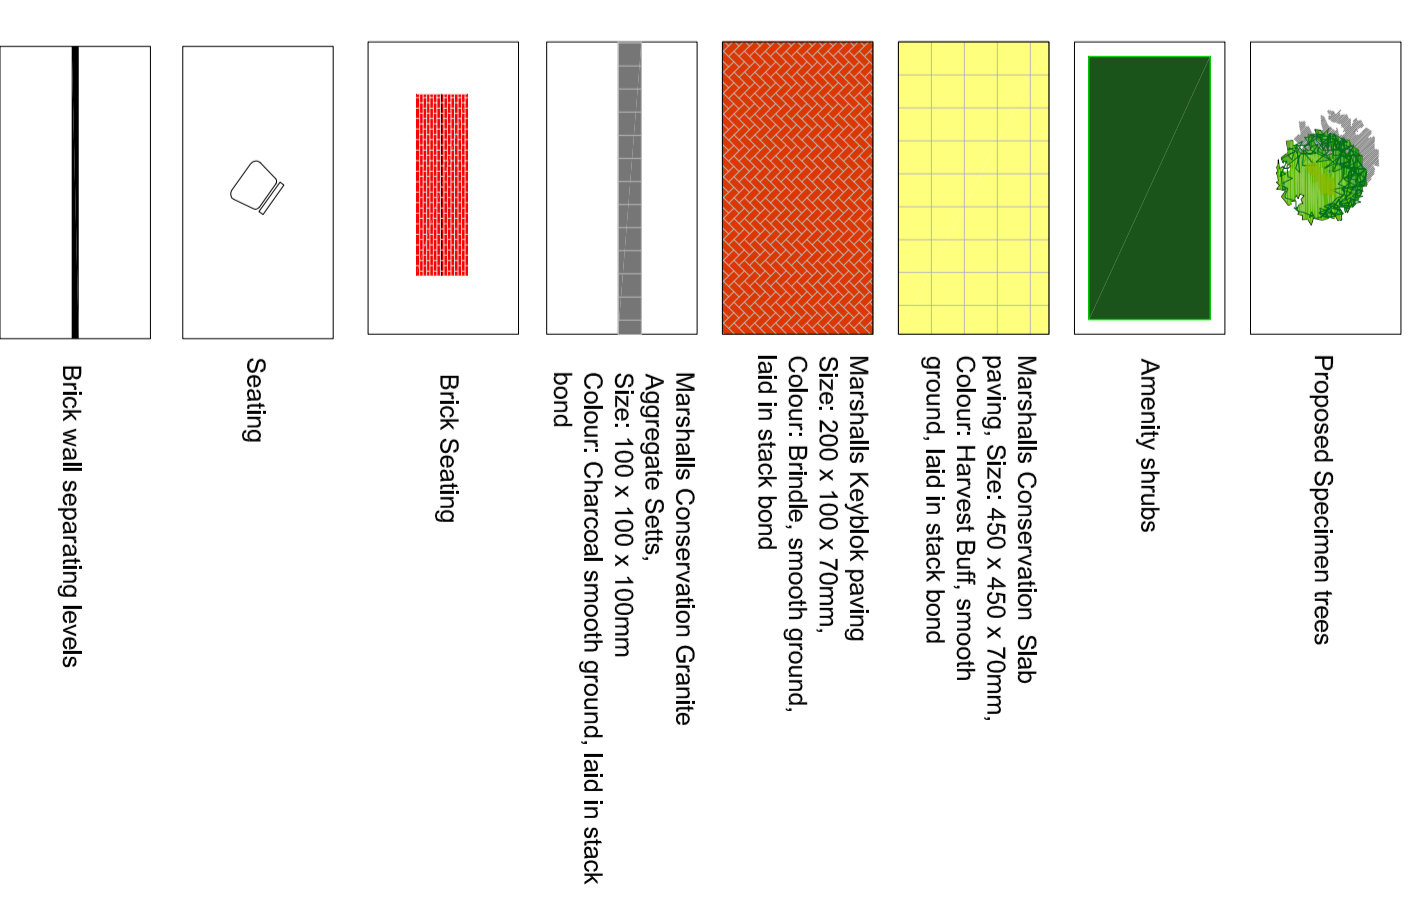 Proposed Specimen trees
Amenity shrubs
Marshalls Conservation  Slab
paving, Size: 450 x 450 x 70mm,
Colour: Harvest Buff, smooth
ground, laid in stack bond
Marshalls Keyblok paving
Size: 200 x 100 x 70mm,
Colour: Brindle, smooth ground,
laid in stack bond
Marshalls Conservation Granite
Aggregate Setts,
Size: 100 x 100 x 100mm
Colour: Charcoal smooth ground, laid in stack
bond
Brick Seating
Seating
Brick wall separating levels